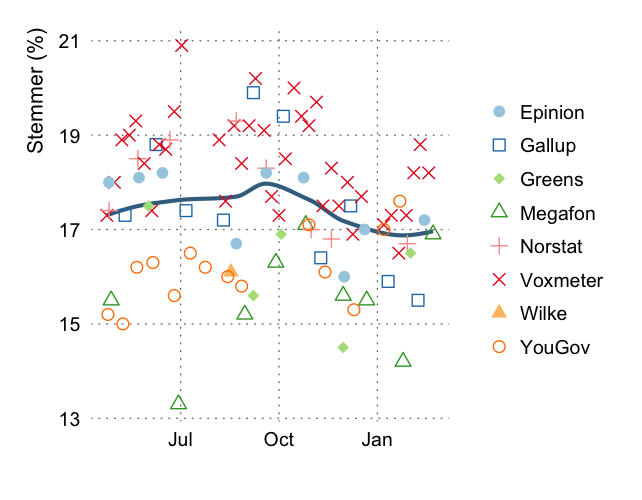 Stemmer (%)
21
19
17
15
13
Jul Oct Jan
Epinion
Gallup
Greens
Megafon
Norstat
Voxmeter
Wilke
YouGov